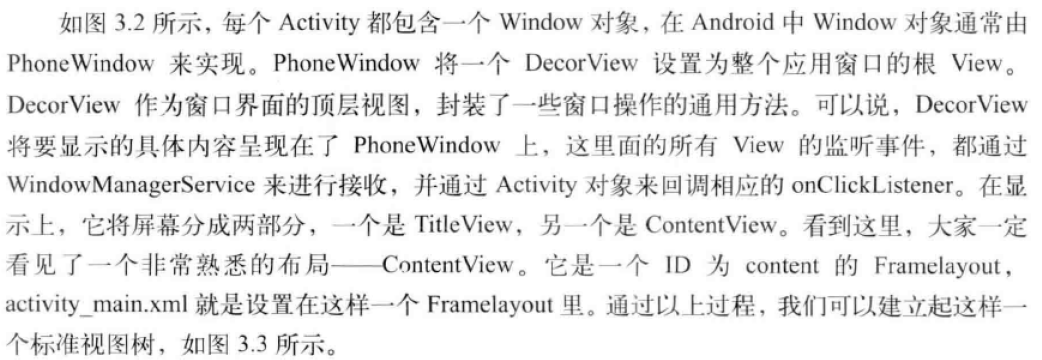 如图 3.2 所示，每个 Activity 都包含一个 Window 对象，在 Android 中 Window 对象通常由
PhoneWindow 来实现。PhoneWindow 将一个 DecorView 设置为整个应用窗口的根 View。
DecorView 作为窗口界面的顶层视图，封装了一些窗口操作的通用方法。可以说，DecorView
将要显示的具体内容呈现在了 PhoneWindow 上，这里面的所有 View 的监听事件，都通过
WindowManagerService 来进行接收，并通过 Activity 对象来回调相应的 onClickListener。在显
示上，它将屏幕分成两部分，一个是 TitleView，另一个是 ContentView。看到这里，大家一定
看见了一个非常熟悉的布局——ContentView。它是一个 ID 为 content 的 Framelayout，
activity_main.xml 就是设置在这样一个 Framelayout 里。通过以上过程，我们可以建立起这样一
个标准视图树，如图 3.3 所示。